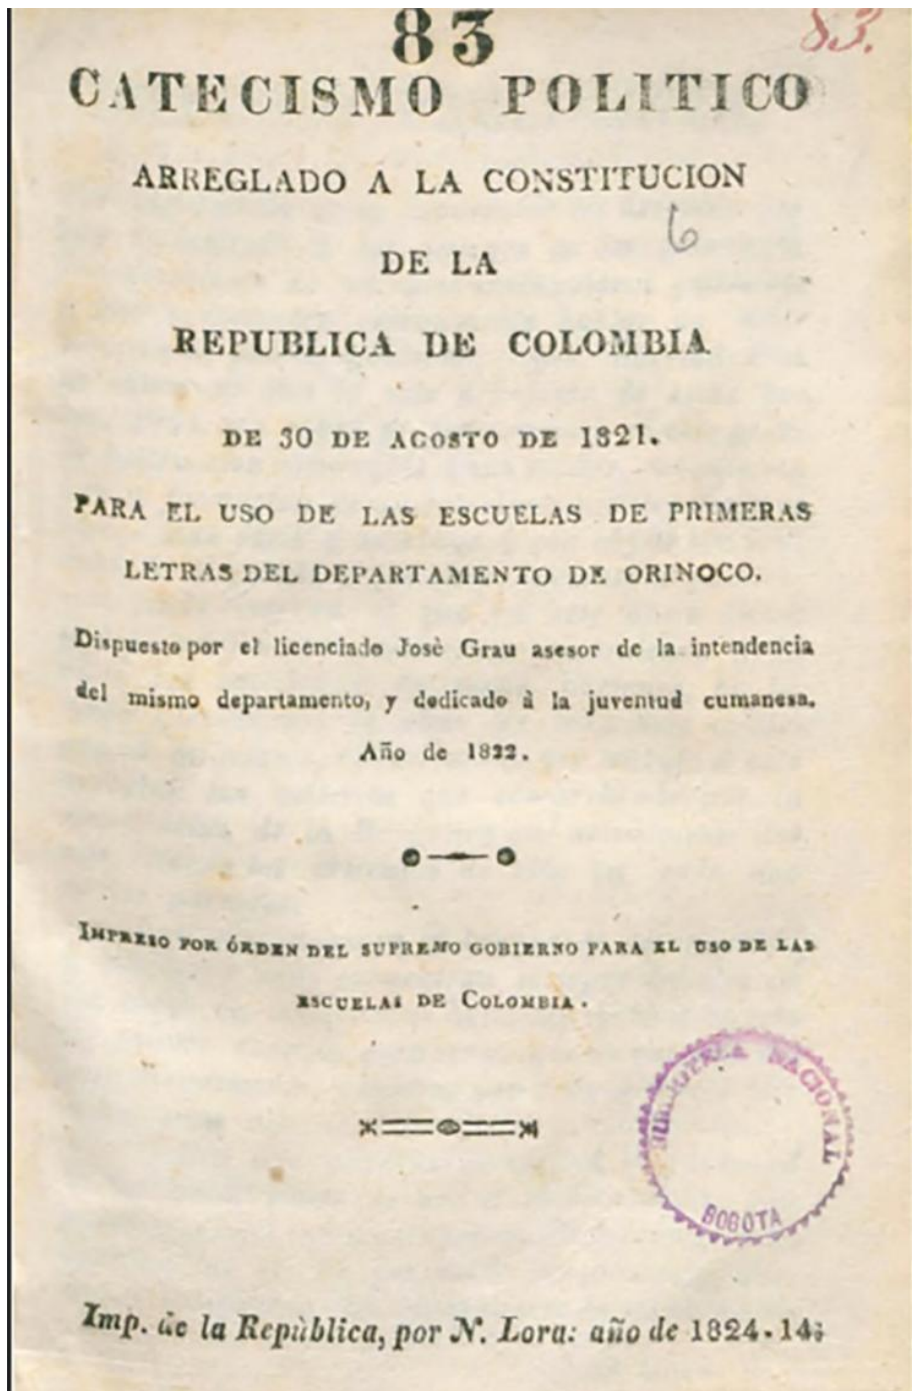 83
83.
CATECISMO POLITICO
ARREGLADO A LA CONSTITUCION
6
DE LA
REPUBLICA DE COLOMBIA
DE 30 DE AGOSTO DE 1821.
PARA EL USO DE LAS ESCUELAS DE PRIMERAS
LETRAS DEL DEPARTAMENTO DE ORINOCO.
Dispuesto por el licenciado Josè Grau asesor de la intendencia
del mismo departamento, y dedicado à la juventud cumanesa.
Año de 1822.
IMPRESO POR ÓRDEN DEL SUPREMO GOBIERNO PARA EL USO DE LAS
ESCUELAS DE COLOMBIA.
BIBLIOTECA NACIONAL
BOGOTA
Imp. de la Repùblica, por N. Lora: año de 1824.14